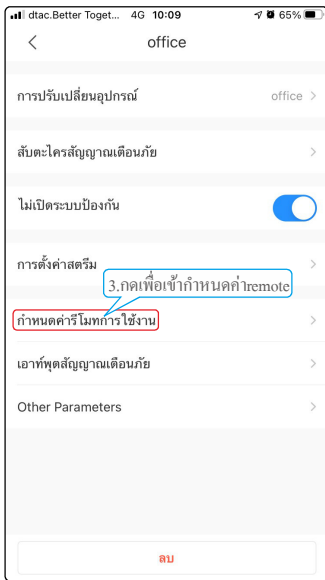 dtac.Better Toget... 4G 10:09 65%
office
การปรับเปลี่ยนอุปกรณ์ office
สับตะไครสัญญาณเตือนภัย
ไม่เปิดระบบป้องกัน
การตั้งค่าสตรีม
3.กดเพื่อเข้ากำหนดค่าremote
กำหนดค่ารีโมทการใช้งาน
เอาท์พุตสัญญาณเตือนภัย
Other Parameters
ลบ